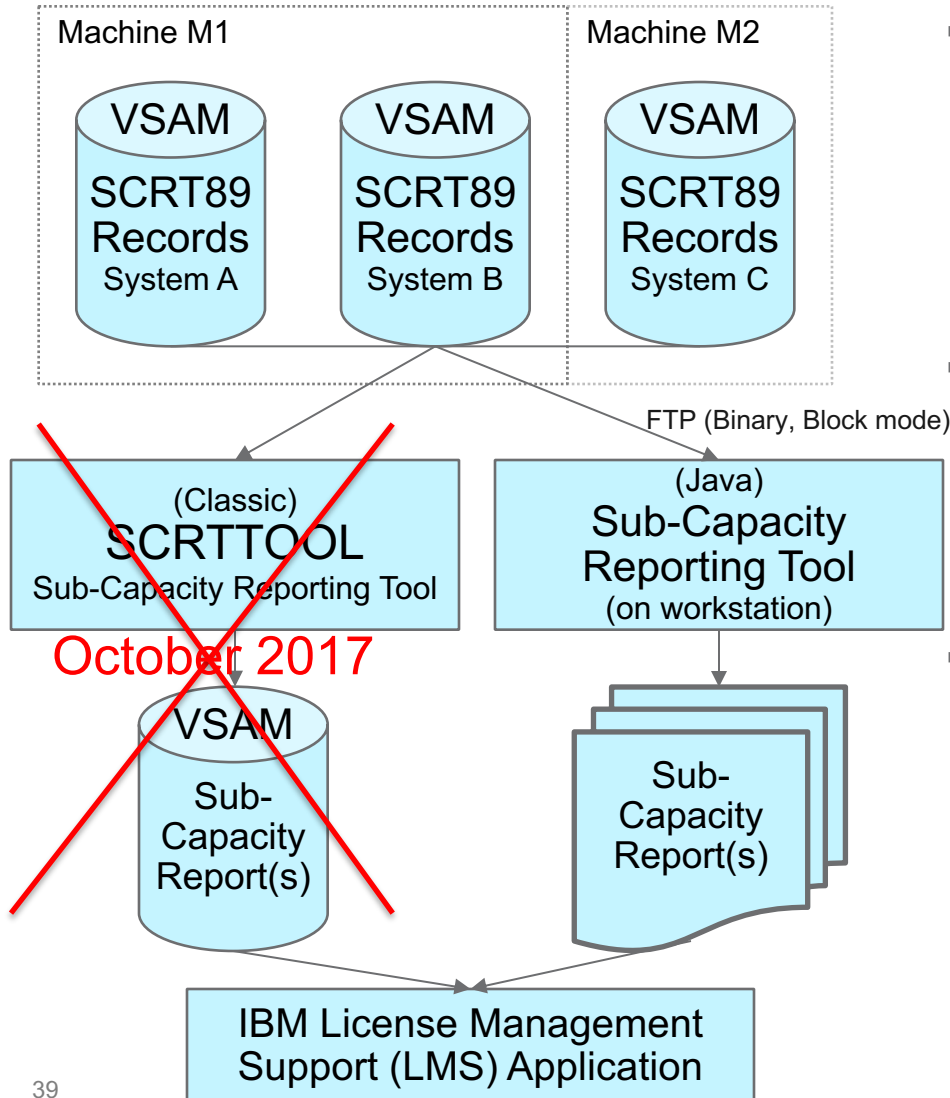 Machine M1
Machine M2
VSAM
SCRT89
Records
System A
VSAM
SCRT89
Records
System B
VSAM
SCRT89
Records
System C
FTP (Binary, Block mode)
(Classic)
SCRTTOOL
Sub-Capacity Reporting Tool
(Java)
Sub-Capacity
Reporting Tool
(on workstation)
October 2017
VSAM
Sub-
Capacity
Report(s)
Sub-
Capacity
Report(s)
IBM License Management
Support (LMS) Application
39